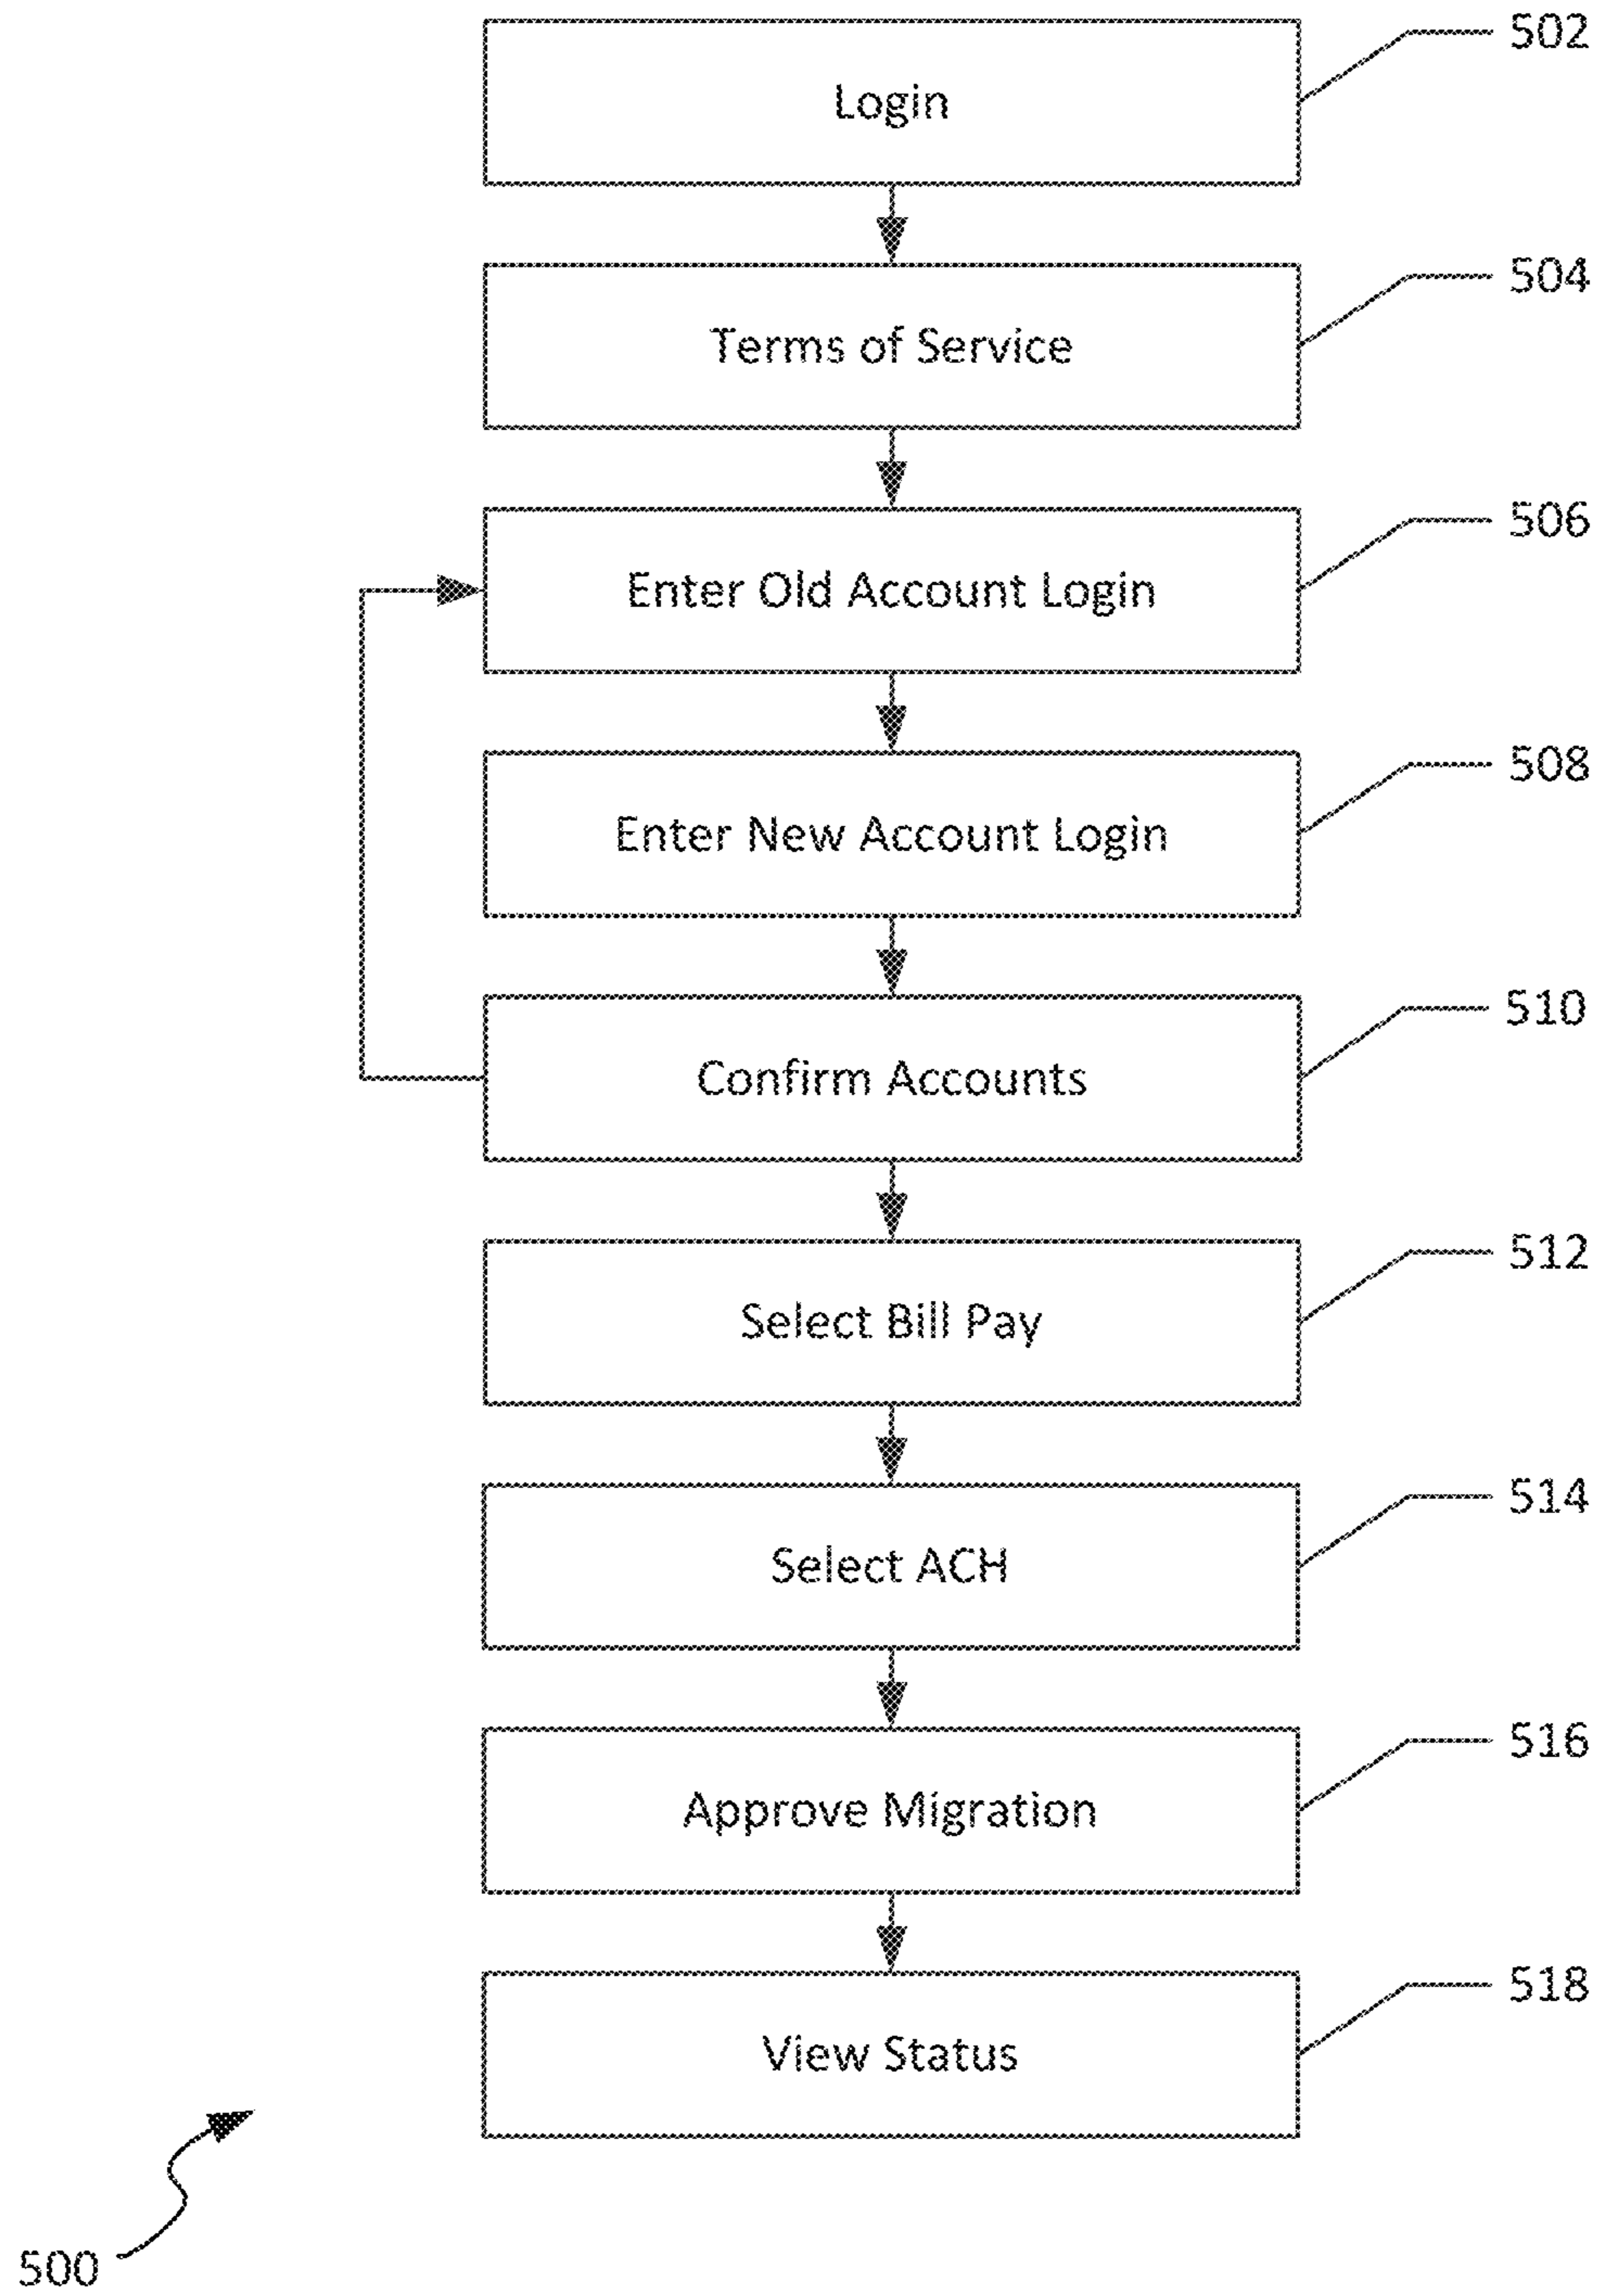 502
Login
504
Terms of Service
506
Enter Old Account Login
508
Enter New Account Login
510
Confirm Accounts
512
Select Bill Pay
514
Select ACH
516
Approve Migration
518
View Status
500